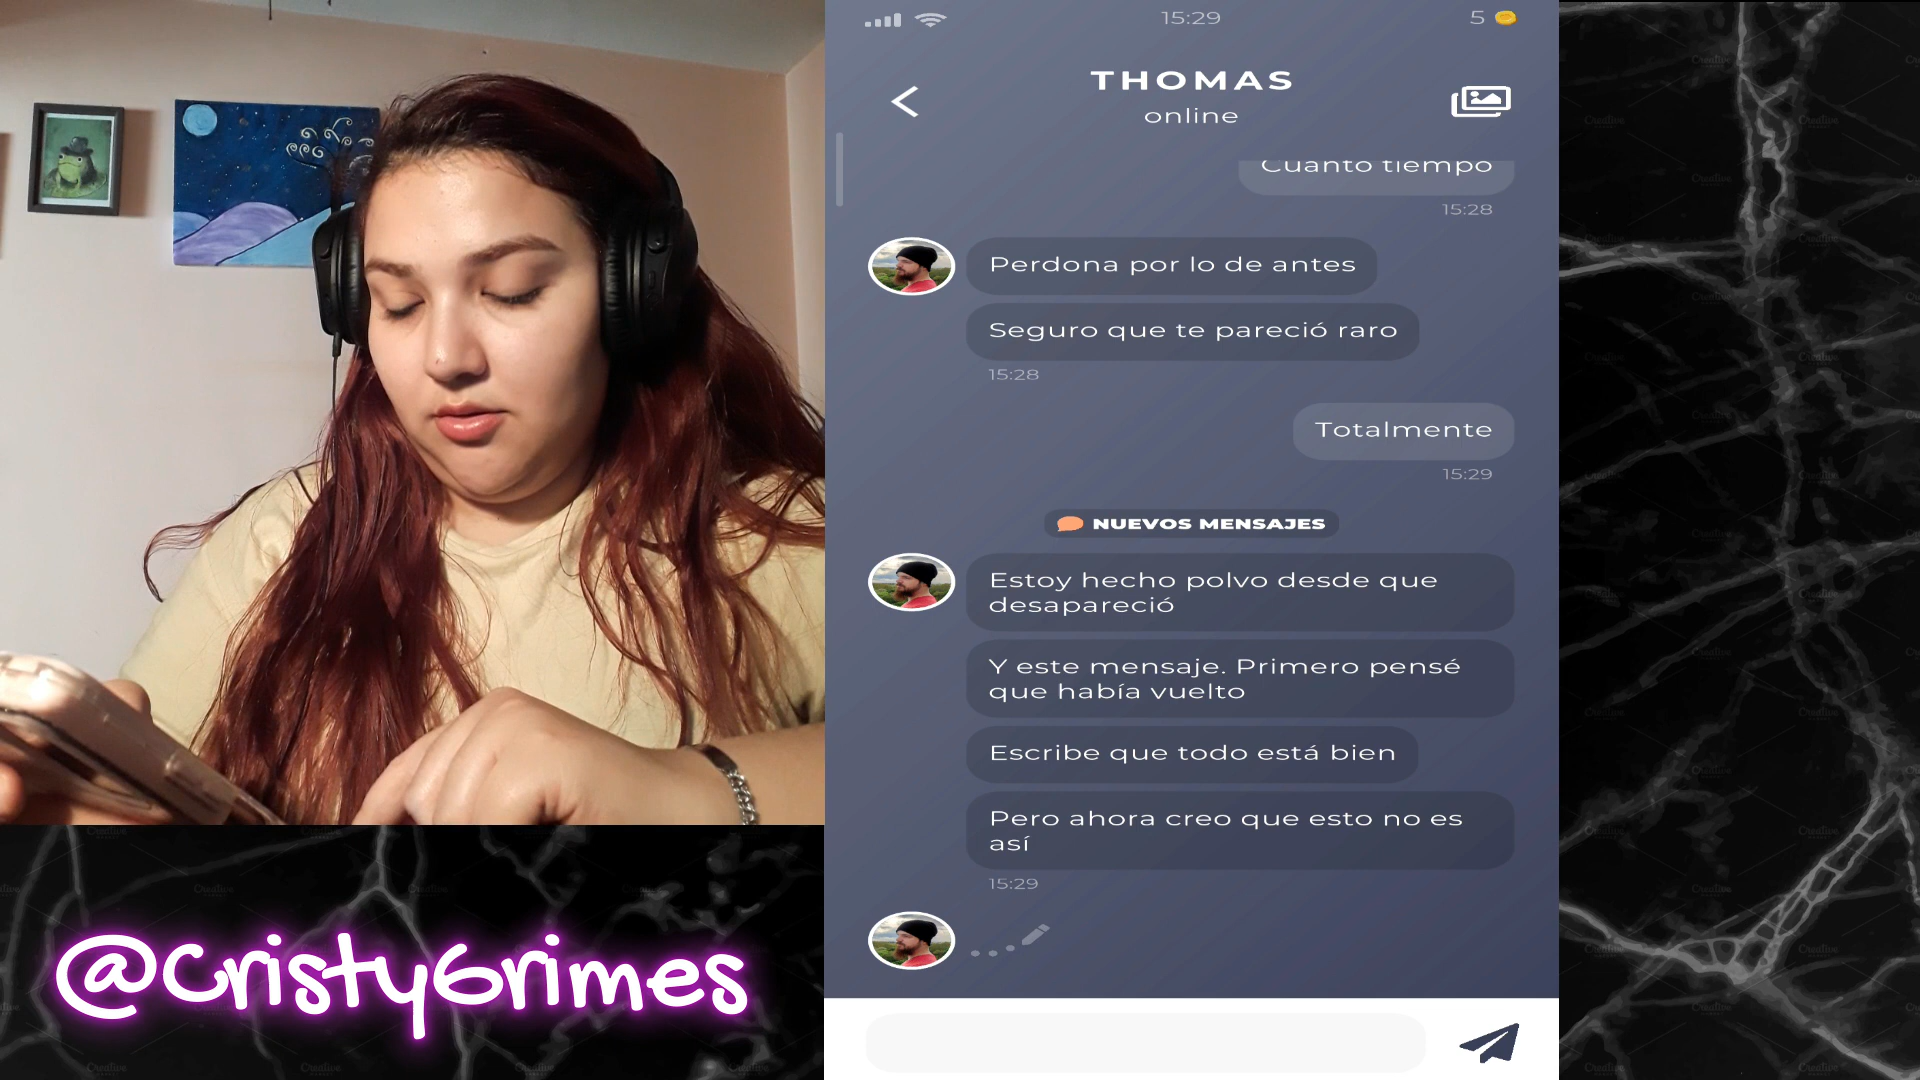 15:29
5
THOMAS
online
Cuanto tiempo
15:28
Perdona por lo de antes
Seguro que te pareció raro
15:28
Totalmente
15:29
NUEVOS MENSAJES
Estoy hecho polvo desde que
desapareció
Y este mensaje. Primero pensé
que había vuelto
Escribe que todo está bien
Pero ahora creo que esto no es
así
15:29
@CristyGrimes